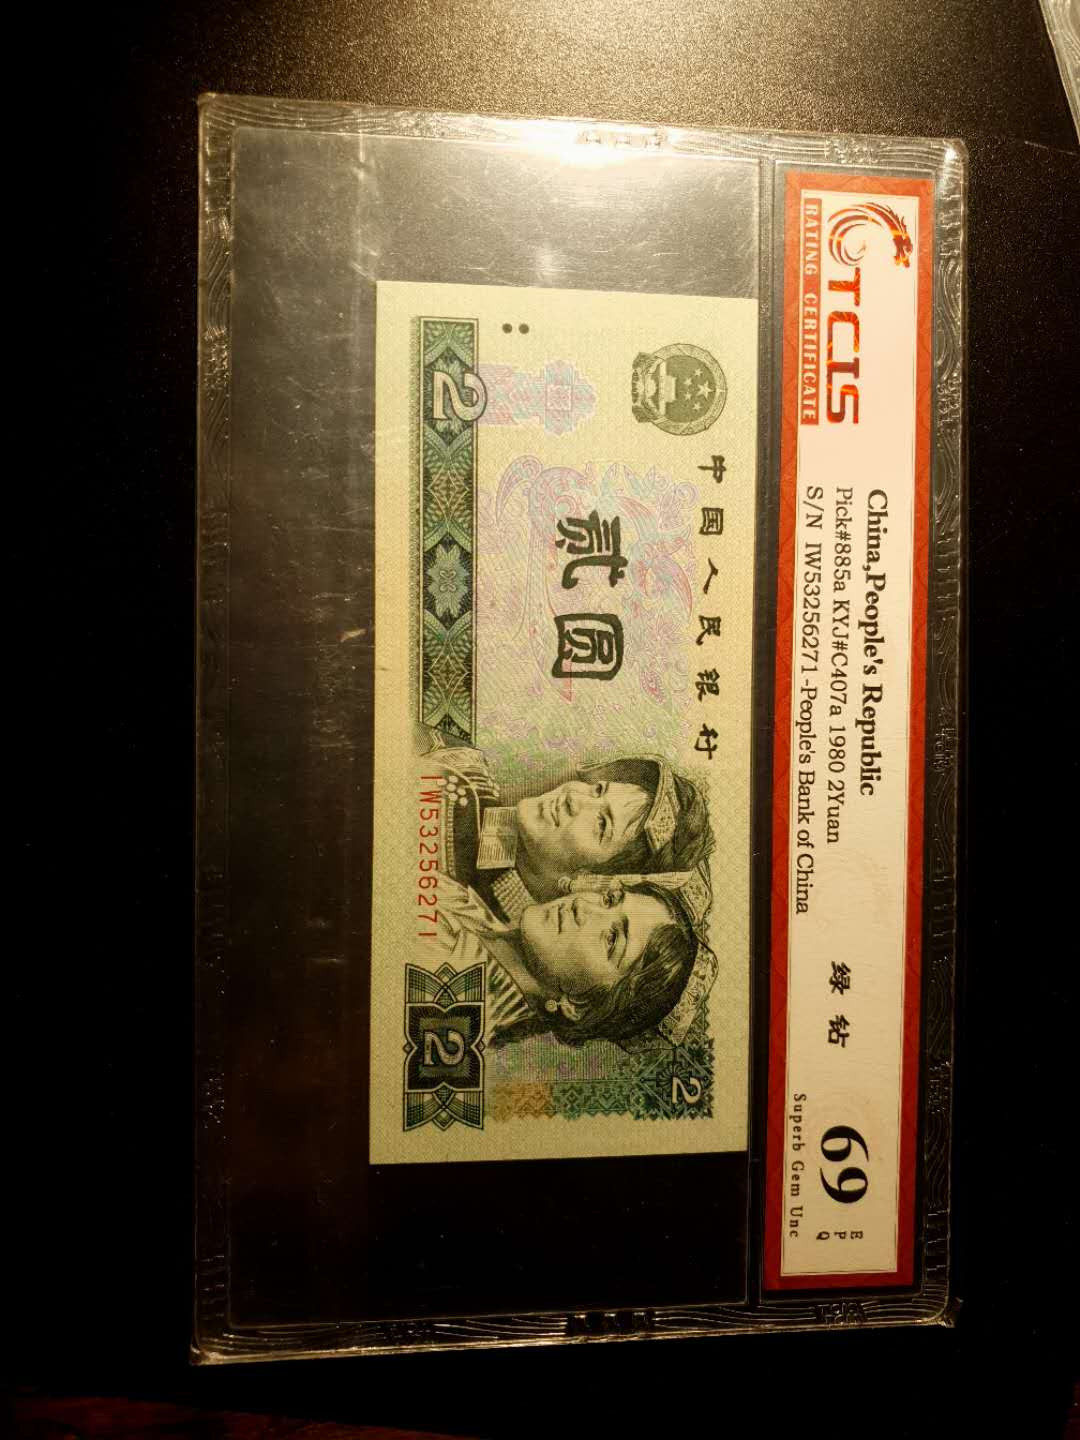 TCIS
RATING CERTIFICATE
China,People's Republic
Pick#885a KYJ#C407a 1980 2Yuan
S/N IW53256271-People's Bank of China
绿钻
69
EPQ
Superb Gem Unc
中国人民银行
贰圆
2
IW53256271
2
2